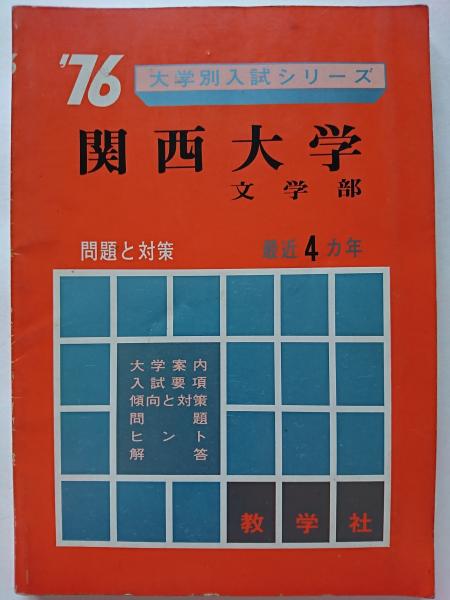 '76
大学別入試シリーズ
関西大学
文学部
問題と対策
最近4カ年
大学案内
入試要項
傾向と対策
問題
ヒント
解答
教学社